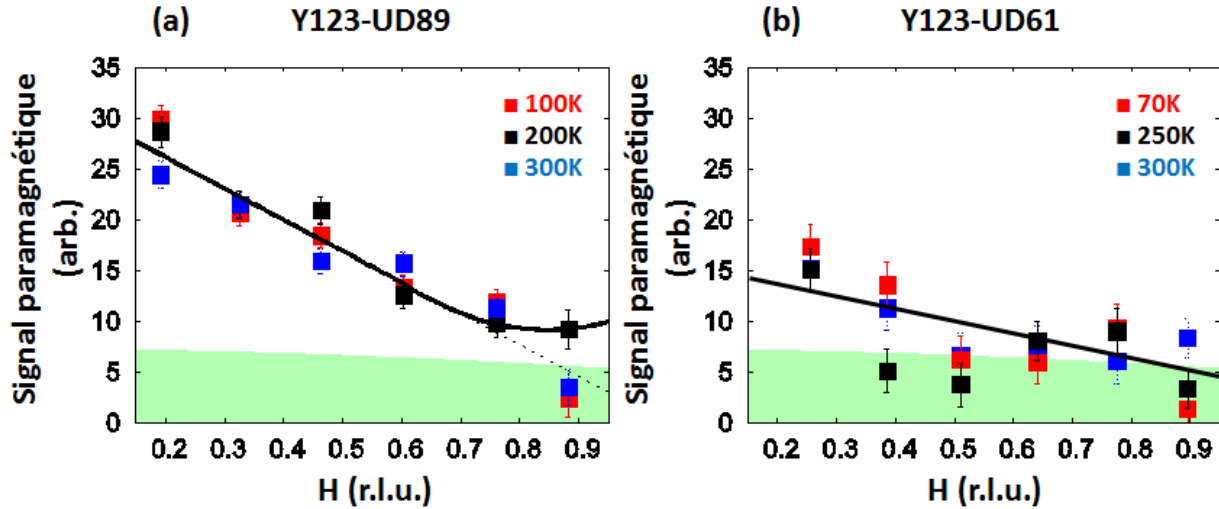 (a) Y123-UD89
Signal paramagnétique
(arb.)
35
30
25
20
15
10
5
0
100K
200K
300K
0.2 0.3 0.4 0.5 0.6 0.7 0.8 0.9
H (r.l.u.)
(b) Y123-UD61
Signal paramagnétique
(arb.)
35
30
25
20
15
10
5
0
70K
250K
300K
0.2 0.3 0.4 0.5 0.6 0.7 0.8 0.9
H (r.l.u.)